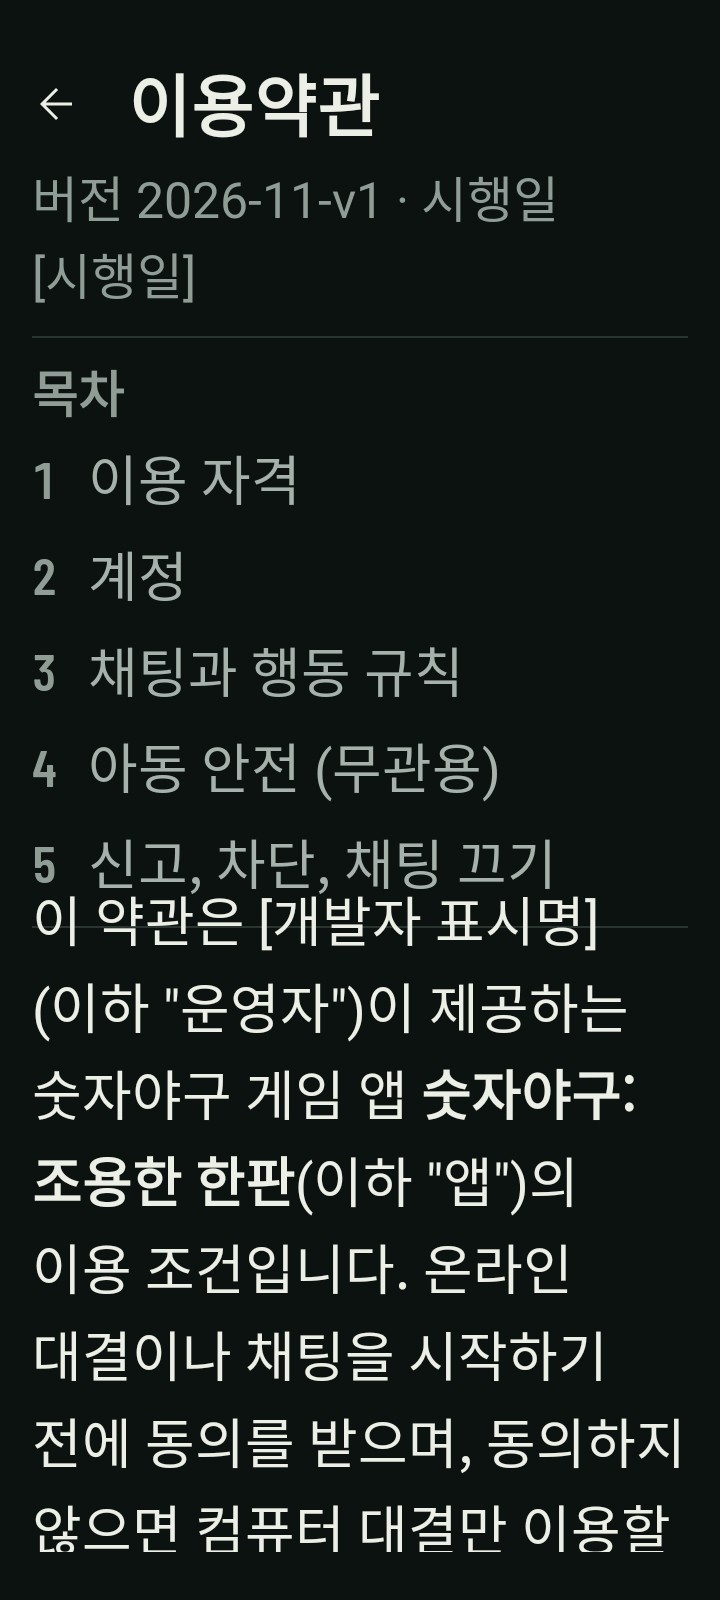 이용약관
버전 2026-11-v1 · 시행일
[시행일]
목차
1 이용 자격
2 계정
3 채팅과 행동 규칙
4 아동 안전 (무관용)
5 신고, 차단, 채팅 끄기
이 약관은 [개발자 표시명]
(이하 "운영자")이 제공하는
숫자야구 게임 앱 숫자야구:
조용한 한판(이하 "앱")의
이용 조건입니다. 온라인
대결이나 채팅을 시작하기
전에 동의를 받으며, 동의하지
않으면 컴퓨터 대결만 이용할